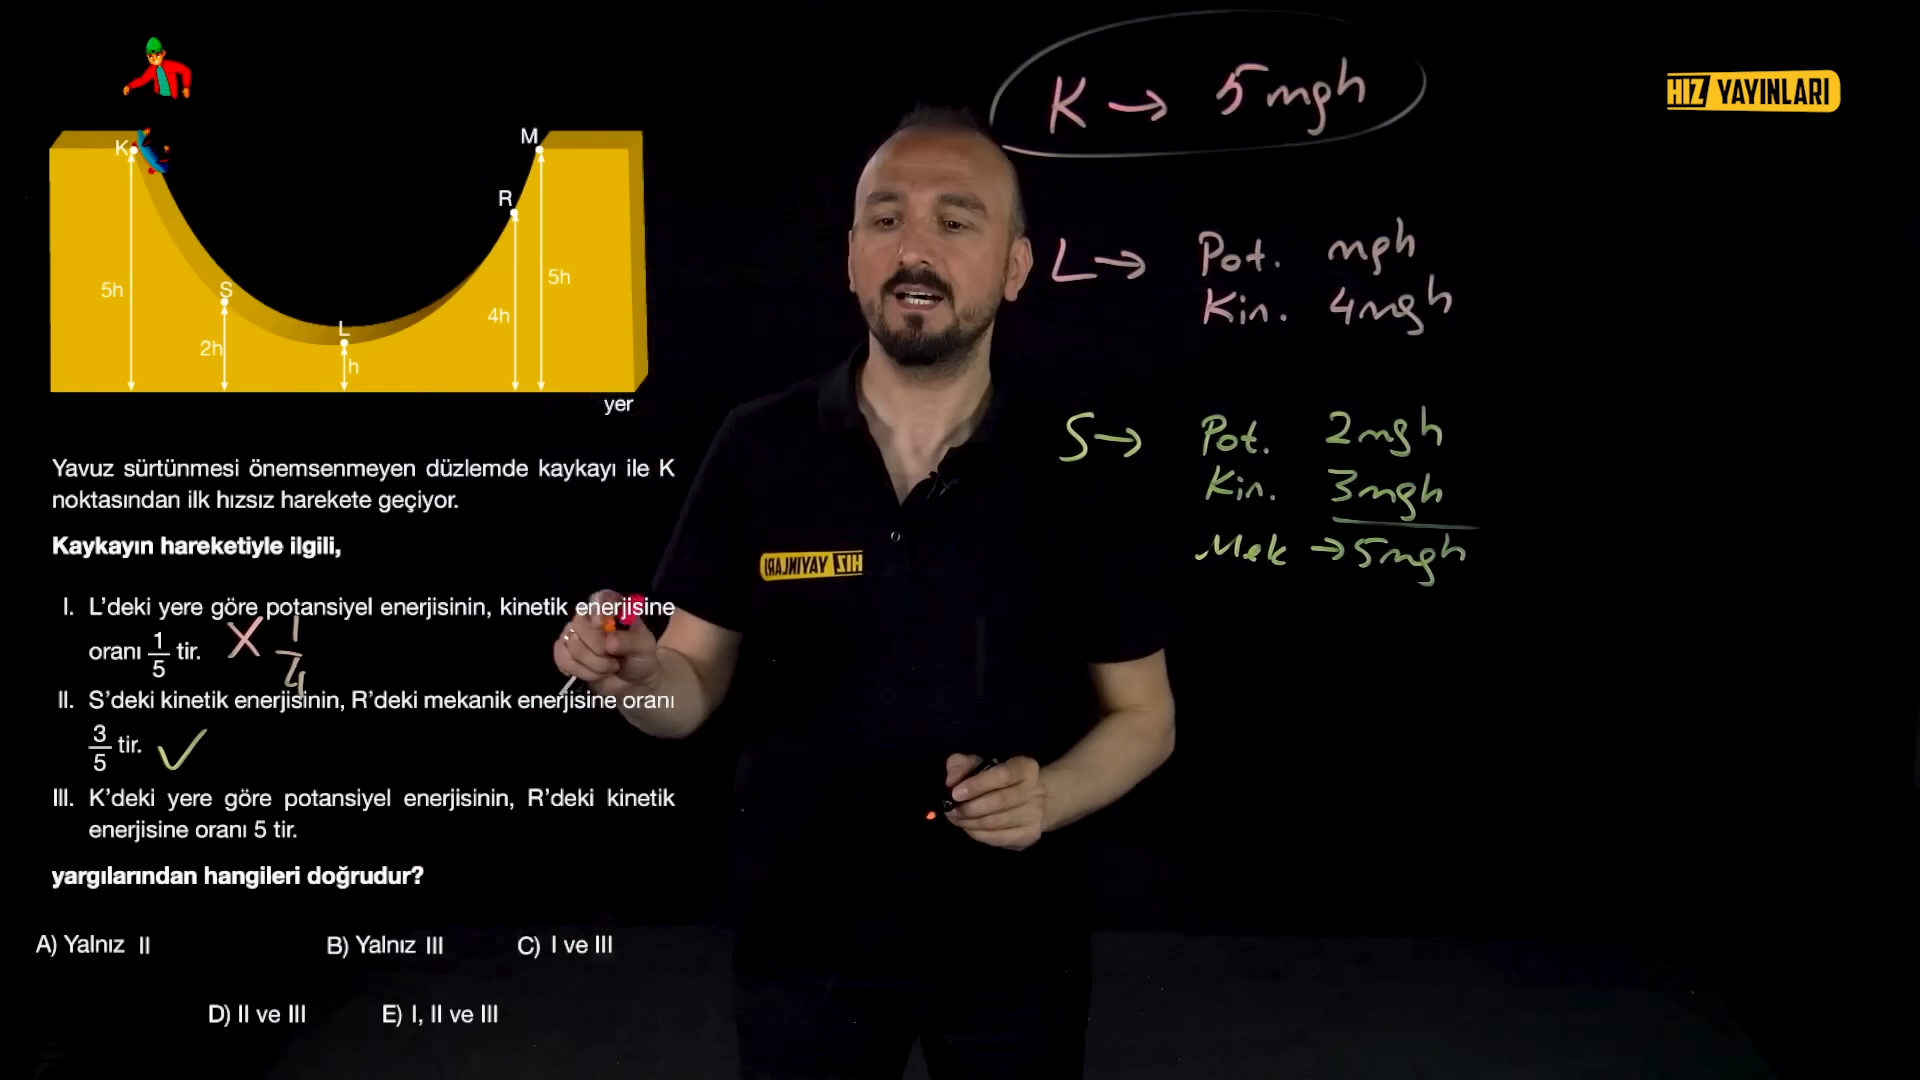 K → 5mgh
HIZ YAYINLARI
K
M
R
5h
S
5h
4h
L
2h
h
yer
L → Pot. mgh
Kin. 4mgh
S → Pot. 2mgh
Kin. 3mgh
Mek → 5mgh
Yavuz sürtünmesi önemsenmeyen düzlemde kaykayı ile K
noktasından ilk hızsız harekete geçiyor.
Kaykayın hareketiyle ilgili,
HIZ YAYINLARI
I. L'deki yere göre potansiyel enerjisinin, kinetik enerjisine
oranı 1/5 tir. X 1/4
II. S'deki kinetik enerjisinin, R'deki mekanik enerjisine oranı
3/5 tir. ✓
III. K'deki yere göre potansiyel enerjisinin, R'deki kinetik
enerjisine oranı 5 tir.
yargılarından hangileri doğrudur?
A) Yalnız II B) Yalnız III C) I ve III
D) II ve III E) I, II ve III